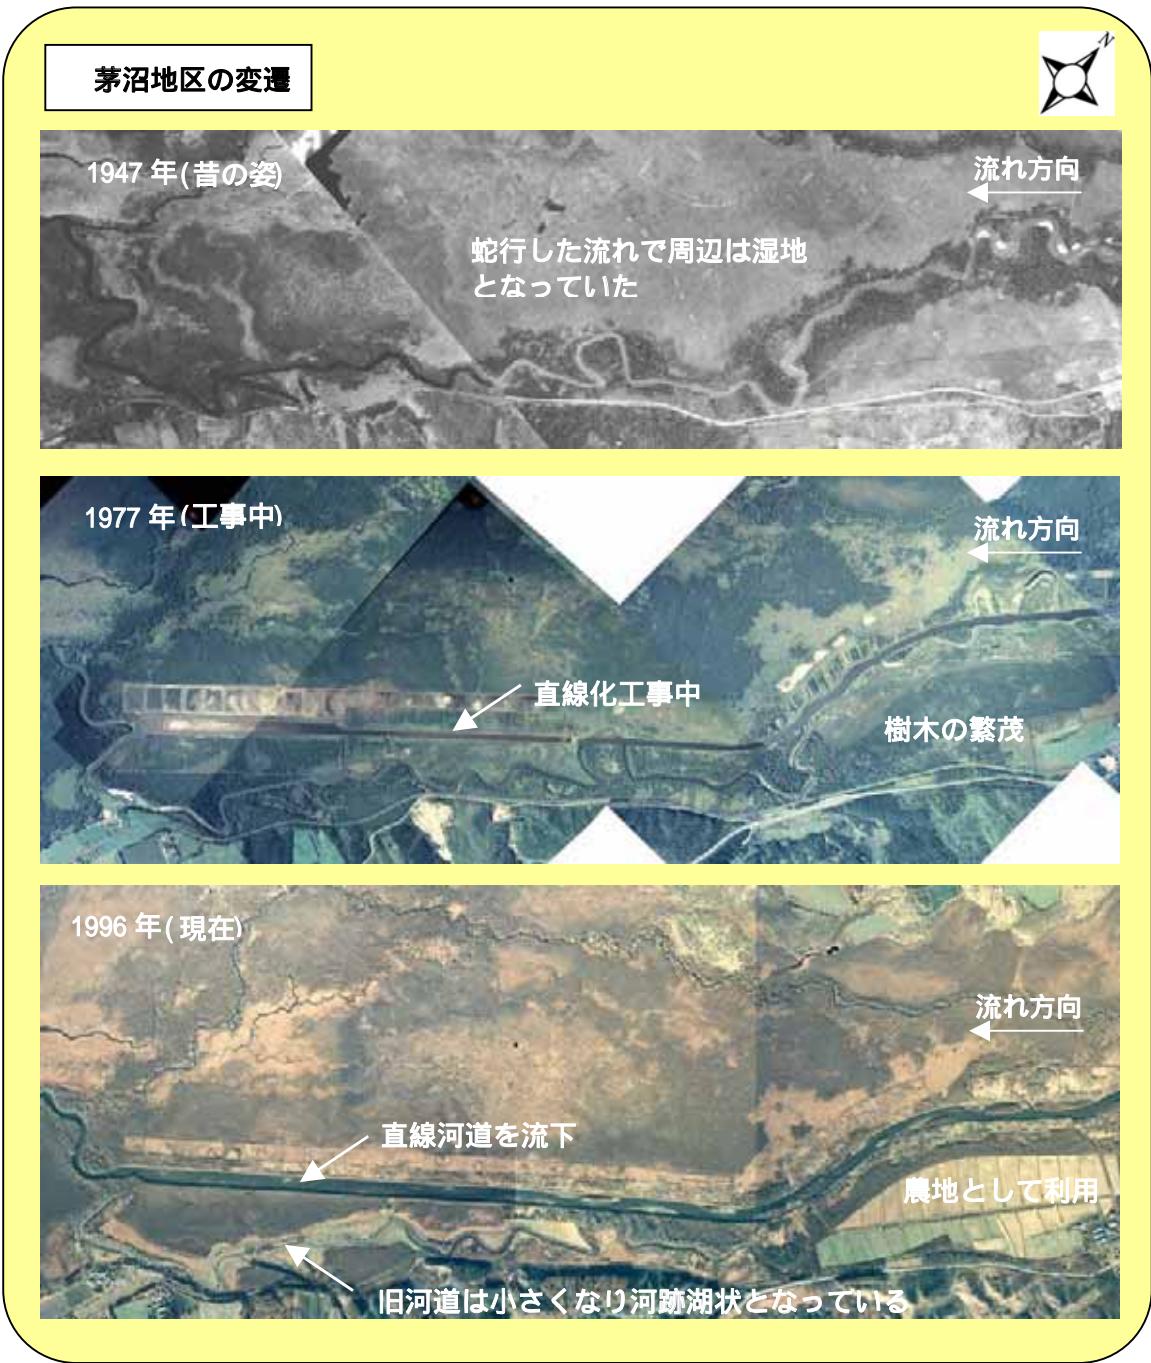 茅沼地区の変遷
N
1947 年(昔の姿)
流れ方向
蛇行した流れで周辺は湿地
となっていた
1977 年(工事中)
流れ方向
直線化工事中
樹木の繁茂
1996 年(現在)
流れ方向
直線河道を流下
農地として利用
旧河道は小さくなり河跡湖状となっている